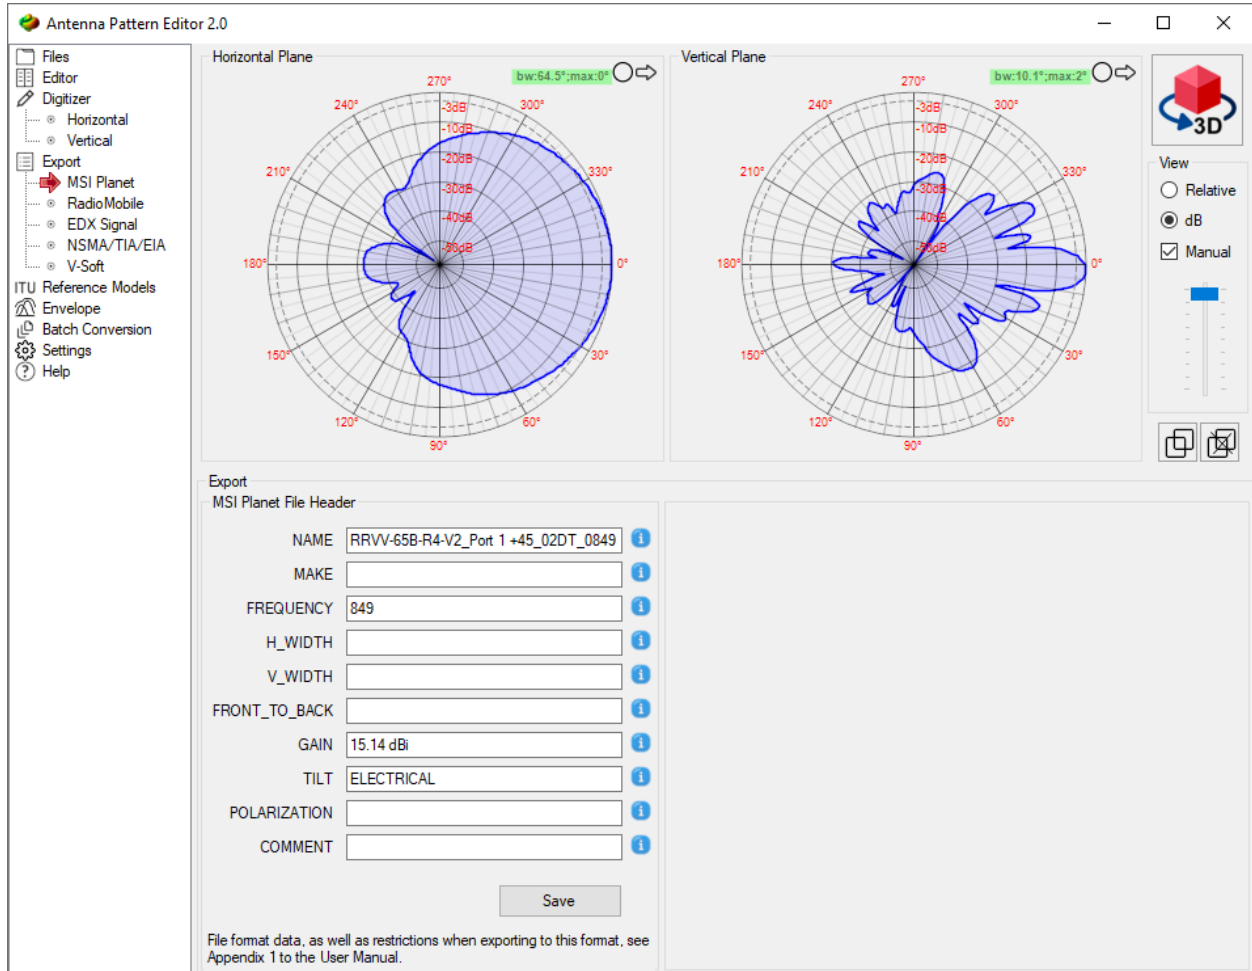 Antenna Pattern Editor 2.0
Files
Editor
Digitizer
Horizontal
Vertical
Export
MSI Planet
RadioMobile
EDX Signal
NSMA/TIA/EIA
V-Soft
ITU Reference Models
Envelope
Batch Conversion
Settings
Help
Horizontal Plane
bw:64.5°;max:0°
270°
240°
300°
210°
330°
180°
0°
150°
30°
120°
60°
90°
-3dB
-10dB
-20dB
-30dB
-40dB
-50dB
Vertical Plane
bw:10.1°;max:2°
270°
240°
300°
210°
330°
180°
0°
150°
30°
120°
60°
90°
-3dB
-10dB
-20dB
-30dB
-40dB
-50dB
3D
View
Relative
dB
Manual
Export
MSI Planet File Header
NAME RRVV-65B-R4-V2_Port 1 +45_02DT_0849
MAKE
FREQUENCY 849
H_WIDTH
V_WIDTH
FRONT_TO_BACK
GAIN 15.14 dBi
TILT ELECTRICAL
POLARIZATION
COMMENT
Save
File format data, as well as restrictions when exporting to this format, see
Appendix 1 to the User Manual.